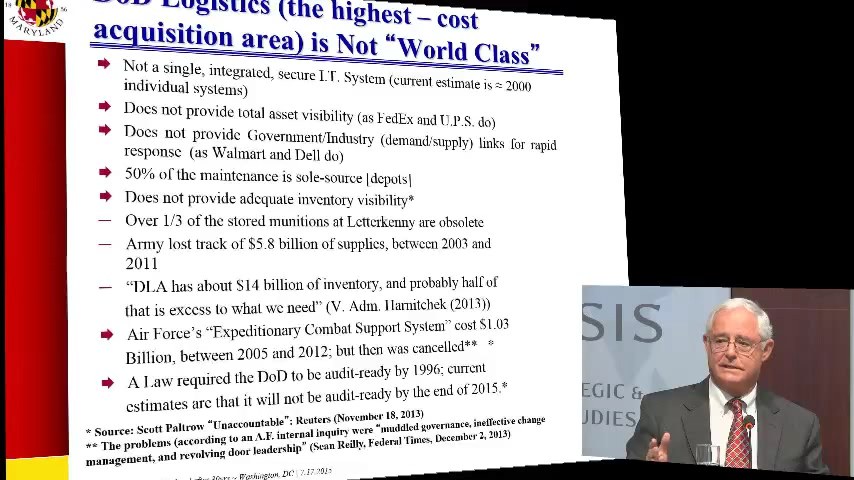 18 56
MARYLAND
DoD Logistics (the highest – cost
acquisition area) is Not “World Class”
Not a single, integrated, secure I.T. System (current estimate is ≈ 2000
individual systems)
Does not provide total asset visibility (as FedEx and U.P.S. do)
Does not provide Government/Industry (demand/supply) links for rapid
response (as Walmart and Dell do)
50% of the maintenance is sole-source [depots]
Does not provide adequate inventory visibility*
— Over 1/3 of the stored munitions at Letterkenny are obsolete
— Army lost track of $5.8 billion of supplies, between 2003 and
2011
— “DLA has about $14 billion of inventory, and probably half of
that is excess to what we need” (V. Adm. Harnitchek (2013))
Air Force’s “Expeditionary Combat Support System” cost $1.03
Billion, between 2005 and 2012; but then was cancelled** *
A Law required the DoD to be audit-ready by 1996; current
estimates are that it will not be audit-ready by the end of 2015.*
* Source: Scott Paltrow “Unaccountable”; Reuters (November 18, 2013)
** The problems (according to an A.F. internal inquiry were “muddled governance, ineffective change
management, and revolving door leadership” (Sean Reilly, Federal Times, December 2, 2013)
Washington, DC | 7.17.2015
SIS
EGIC &
UDIES